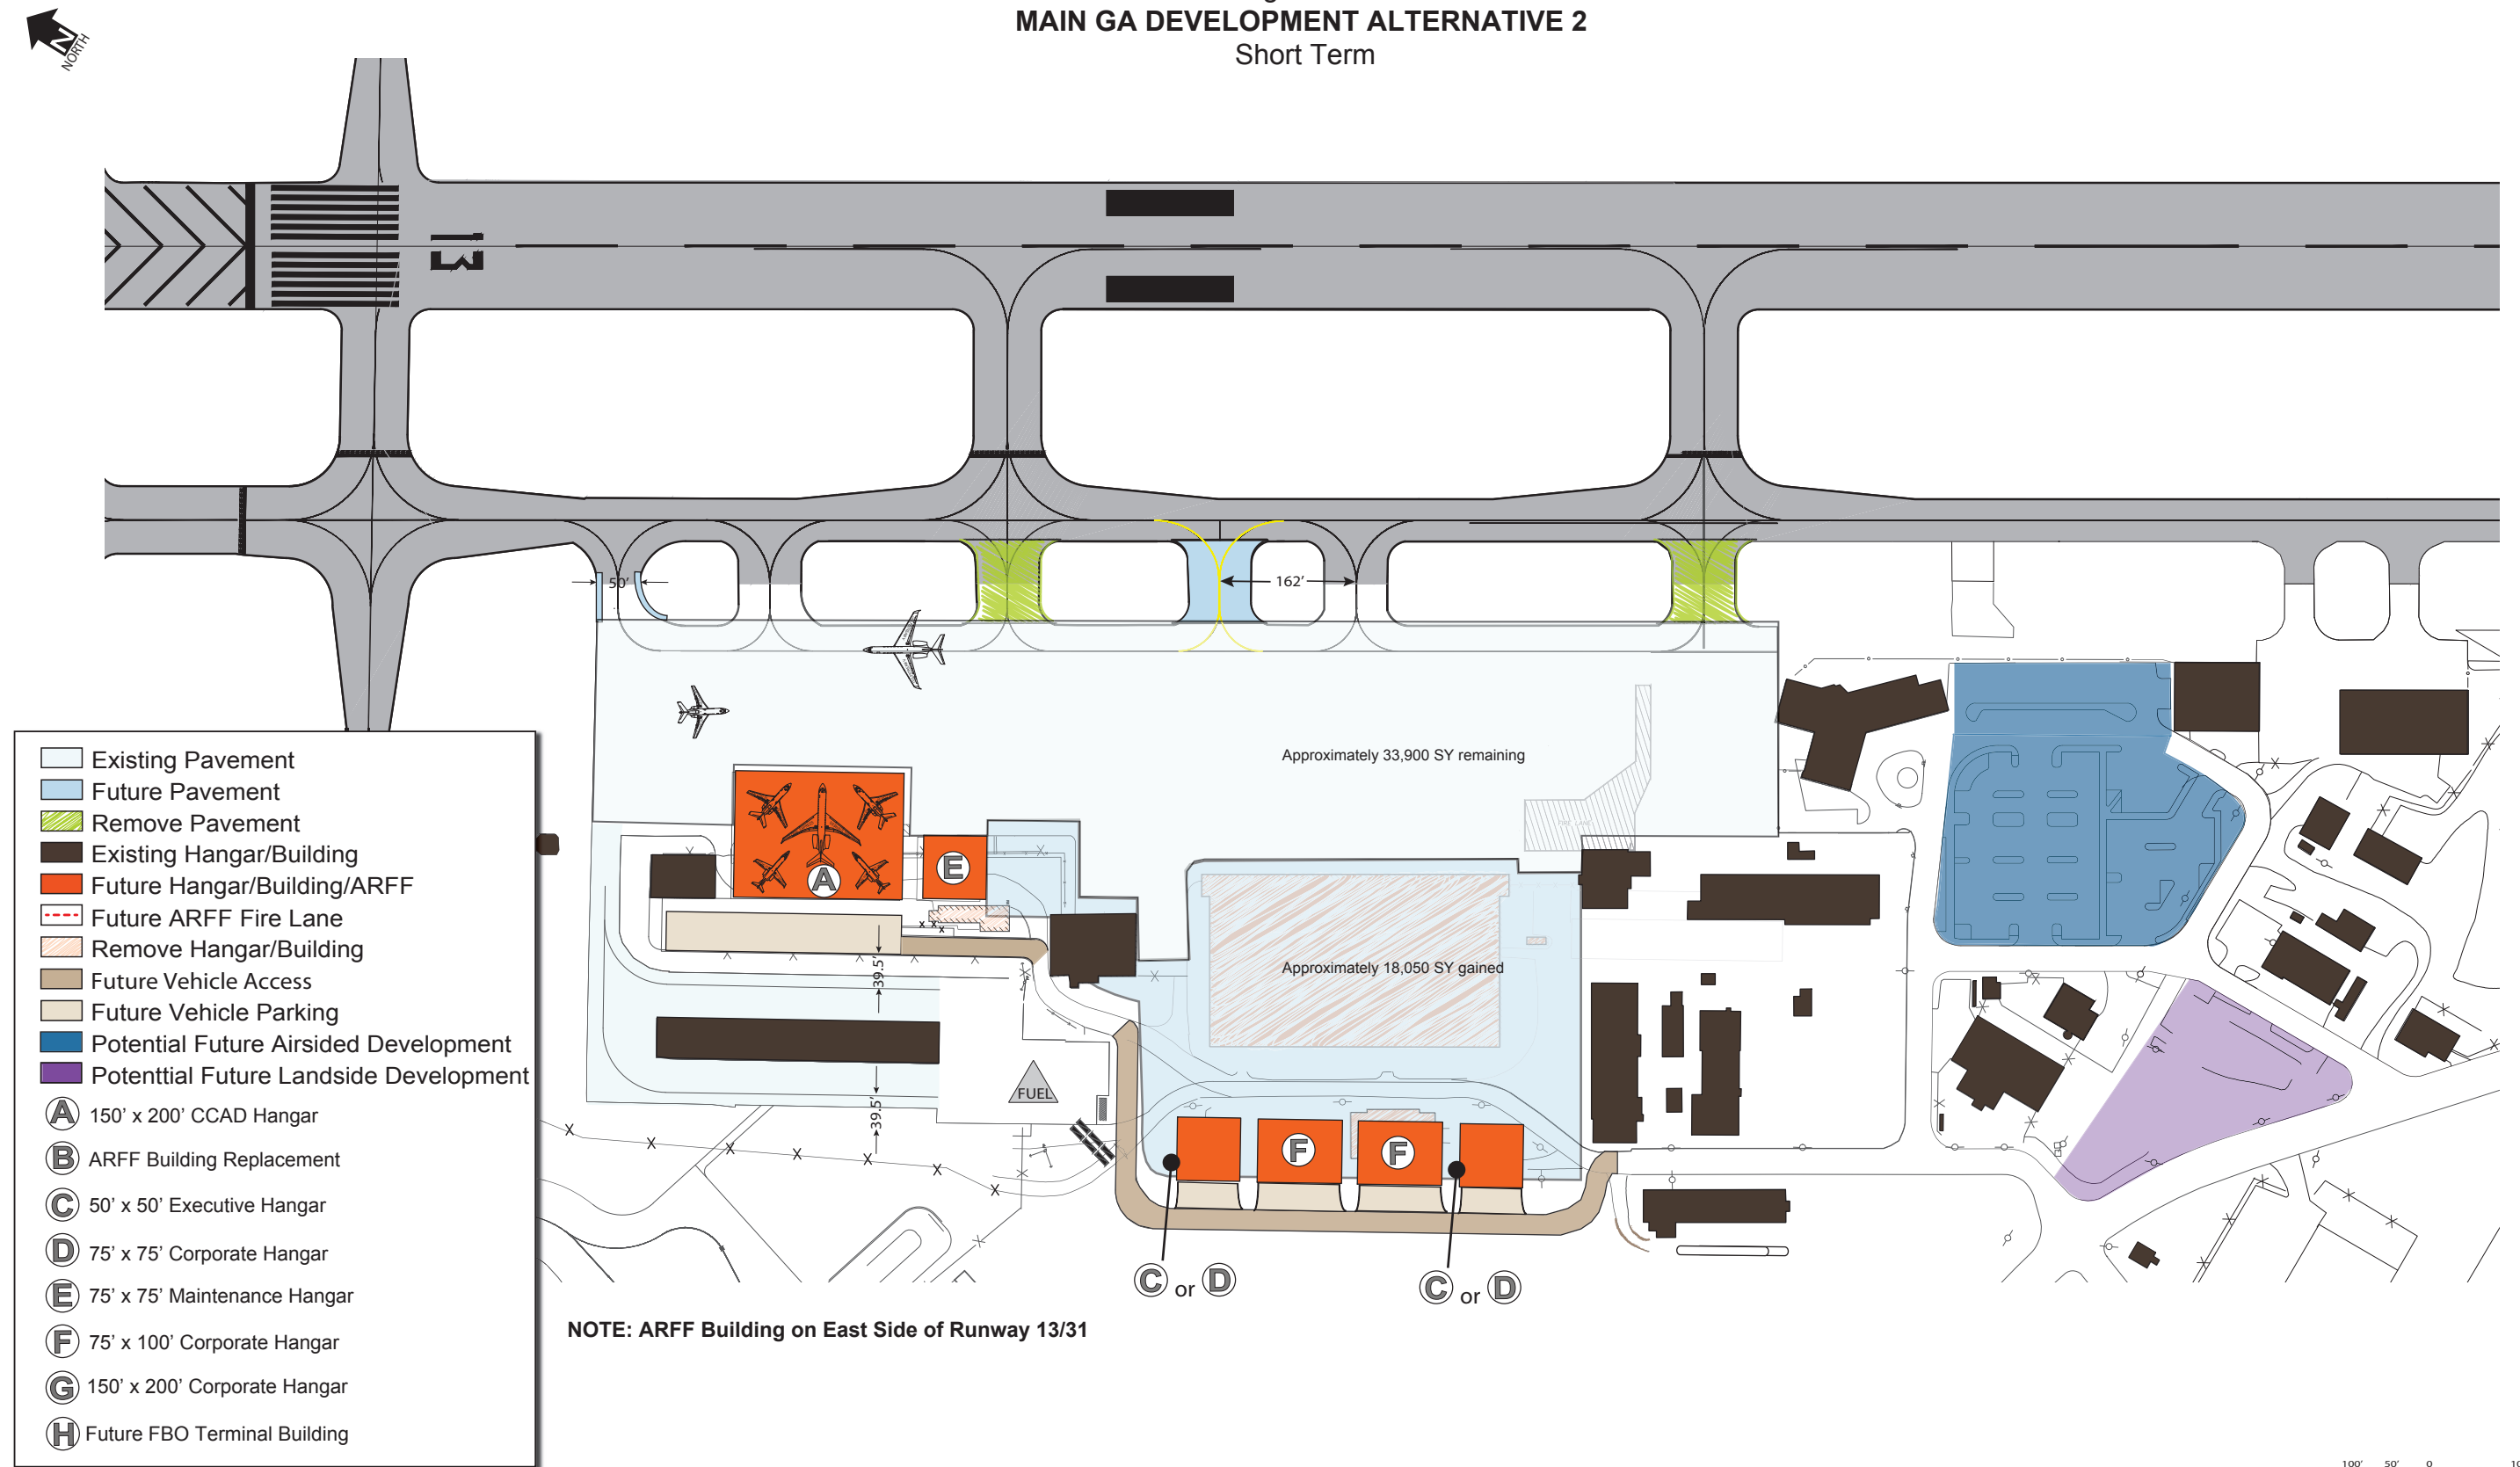 MAIN GA DEVELOPMENT ALTERNATIVE 2
Short Term
N
NORTH
13
50'
162'
Approximately 33,900 SY remaining
FIRE LANE
A
E
39.5'
Approximately 18,050 SY gained
FUEL
39.5'
F
F
C or D
C or D
NOTE: ARFF Building on East Side of Runway 13/31
Existing Pavement
Future Pavement
Remove Pavement
Existing Hangar/Building
Future Hangar/Building/ARFF
Future ARFF Fire Lane
Remove Hangar/Building
Future Vehicle Access
Future Vehicle Parking
Potential Future Airsided Development
Potenttial Future Landside Development
A 150' x 200' CCAD Hangar
B ARFF Building Replacement
C 50' x 50' Executive Hangar
D 75' x 75' Corporate Hangar
E 75' x 75' Maintenance Hangar
F 75' x 100' Corporate Hangar
G 150' x 200' Corporate Hangar
H Future FBO Terminal Building
100' 50' 0